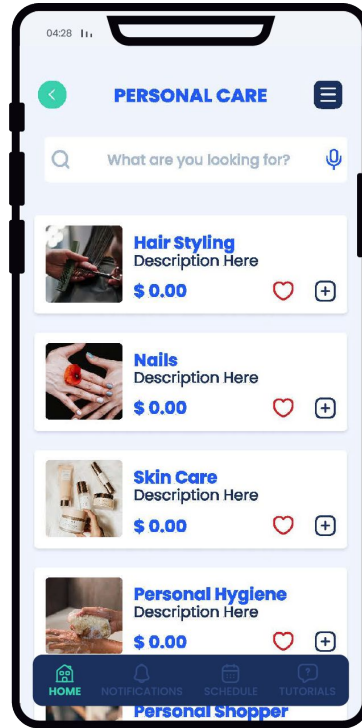 04:28
PERSONAL CARE
What are you looking for?
Hair Styling
Description Here
$ 0.00
Nails
Description Here
$ 0.00
Skin Care
Description Here
$ 0.00
Personal Hygiene
Description Here
$ 0.00
HOME NOTIFICATIONS SCHEDULE TUTORIALS
Personal Shopper